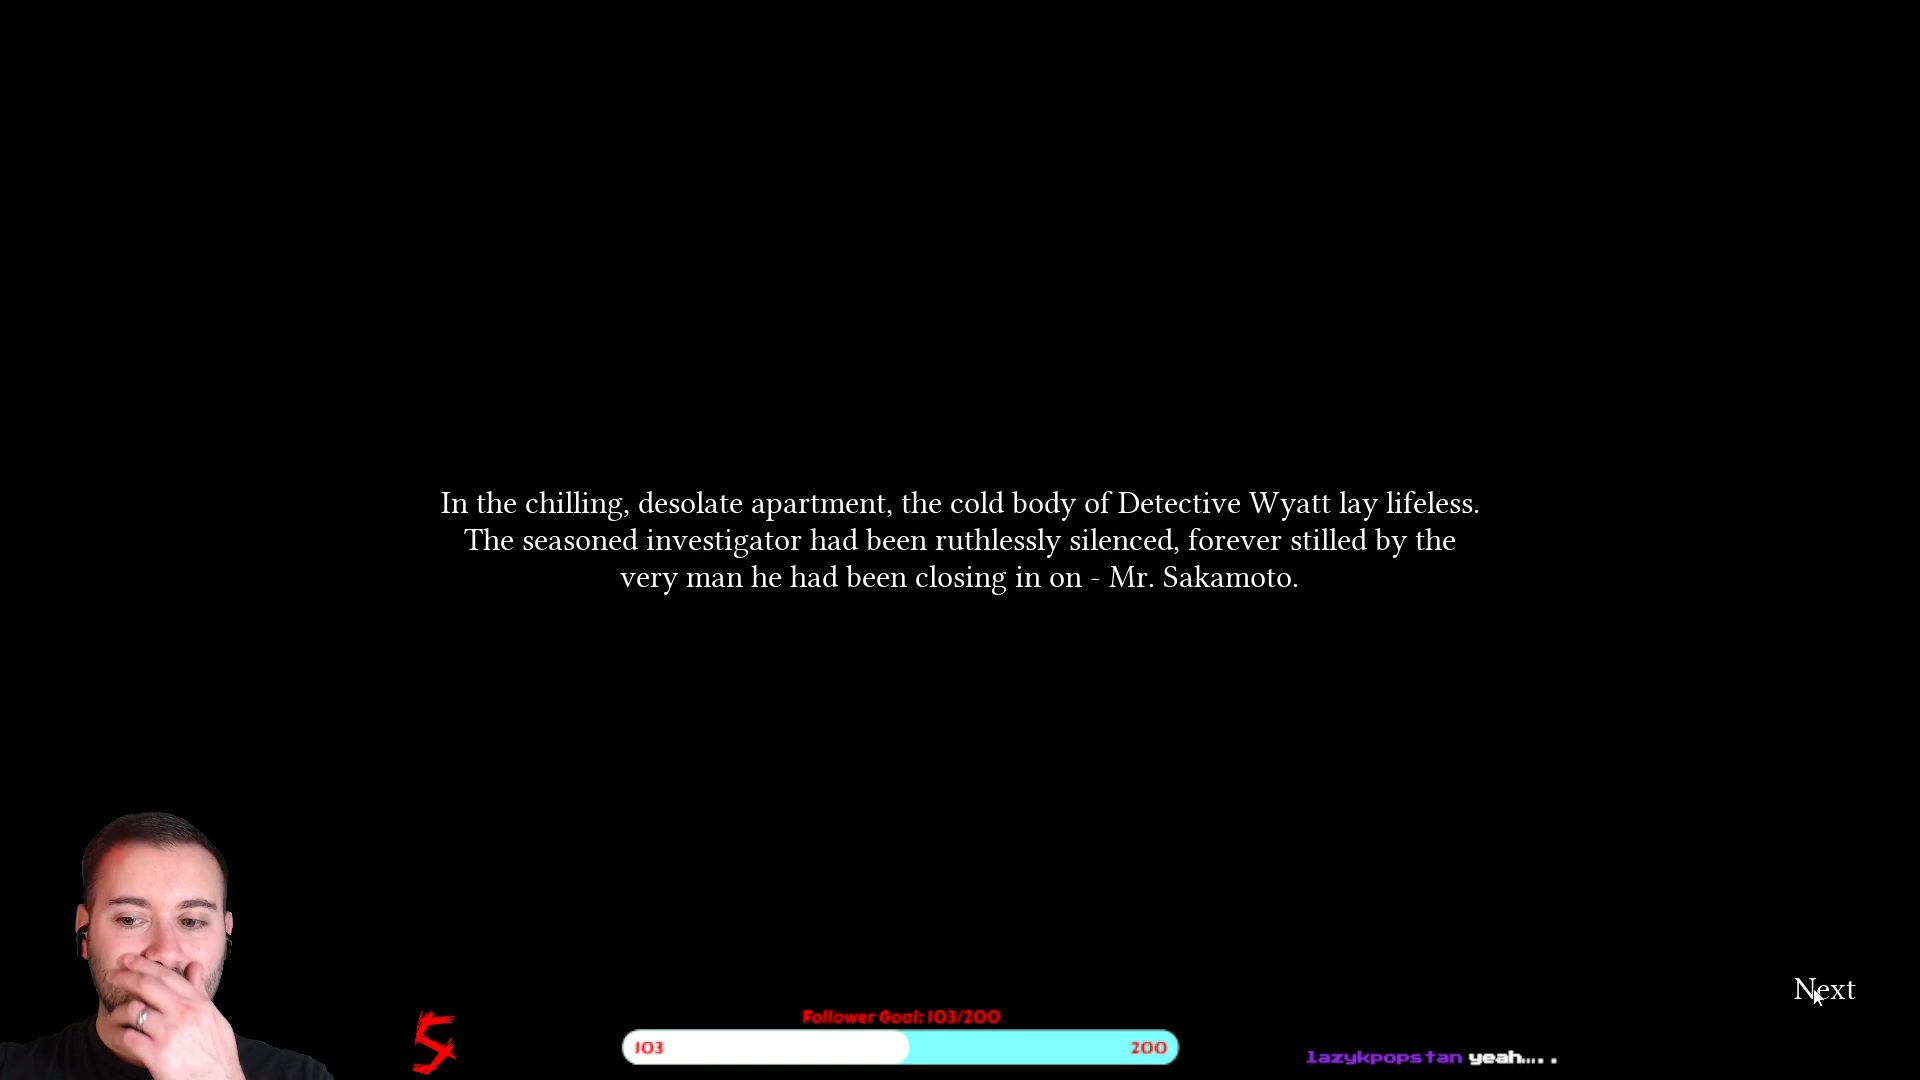 In the chilling, desolate apartment, the cold body of Detective Wyatt lay lifeless.
The seasoned investigator had been ruthlessly silenced, forever stilled by the
very man he had been closing in on - Mr. Sakamoto.
Next
5
Follower Goal: 103/200
103 200
lazykpopstan yeah.....